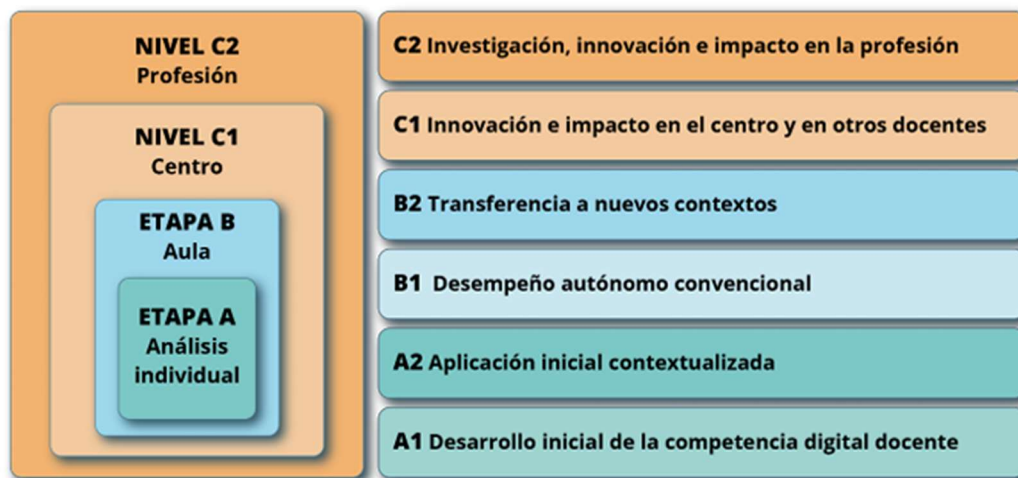 NIVEL C2
Profesión
NIVEL C1
Centro
ETAPA B
Aula
ETAPA A
Análisis
individual
C2 Investigación, innovación e impacto en la profesión
C1 Innovación e impacto en el centro y en otros docentes
B2 Transferencia a nuevos contextos
B1 Desempeño autónomo convencional
A2 Aplicación inicial contextualizada
A1 Desarrollo inicial de la competencia digital docente